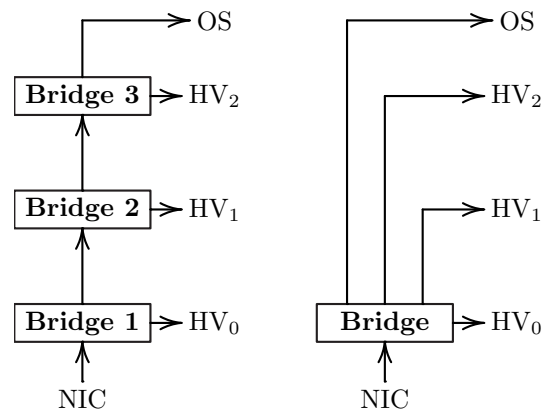 OS
Bridge 3 HV₂
Bridge 2 HV₁
Bridge 1 HV₀
NIC
OS
HV₂
HV₁
Bridge HV₀
NIC